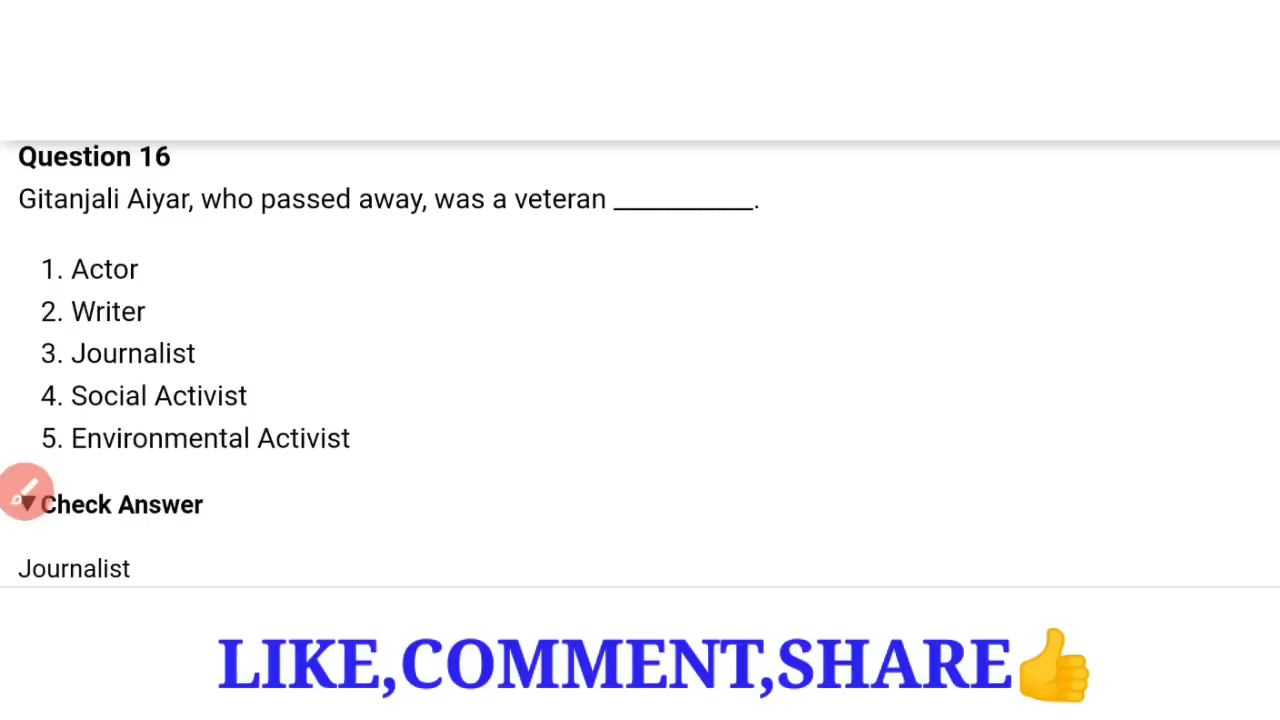 Question 16
Gitanjali Aiyar, who passed away, was a veteran __________.
1. Actor
2. Writer
3. Journalist
4. Social Activist
5. Environmental Activist
▼ Check Answer
Journalist
LIKE,COMMENT,SHARE👍